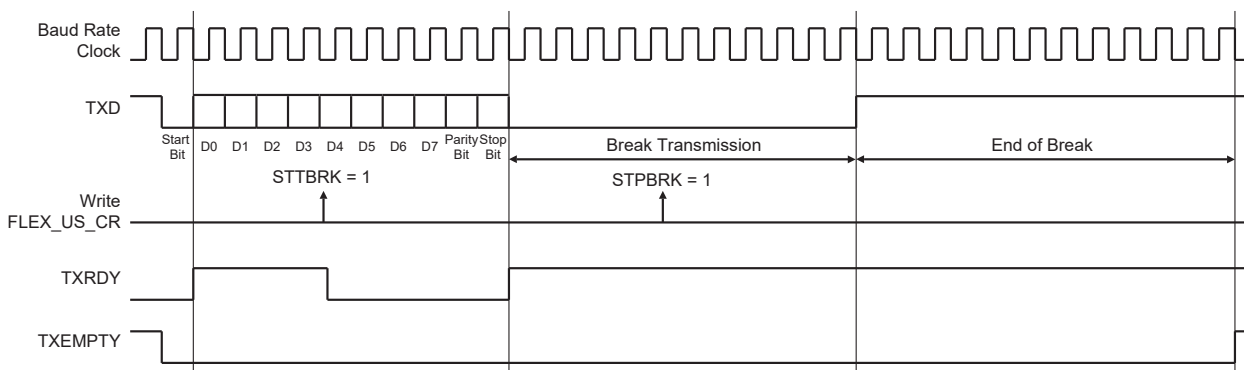 Baud Rate
Clock
TXD
Start
Bit
D0
D1
D2
D3
D4
D5
D6
D7
Parity
Bit
Stop
Bit
Break Transmission
End of Break
STTBRK = 1
STPBRK = 1
Write
FLEX_US_CR
TXRDY
TXEMPTY